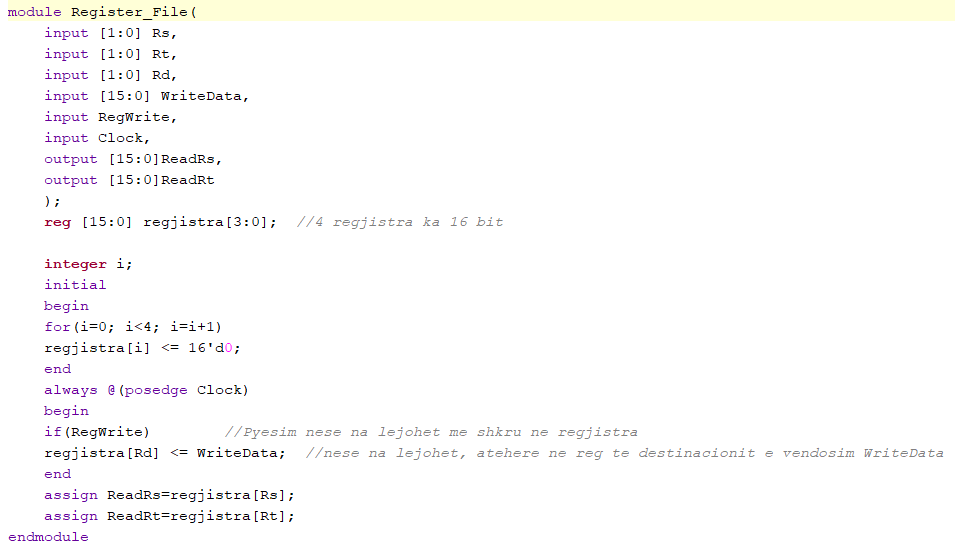 module Register_File(
    input [1:0] Rs,
    input [1:0] Rt,
    input [1:0] Rd,
    input [15:0] WriteData,
    input RegWrite,
    input Clock,
    output [15:0]ReadRs,
    output [15:0]ReadRt
    );
    reg [15:0] regjistra[3:0];  //4 regjistra ka 16 bit
    integer i;
    initial
    begin
    for(i=0; i<4; i=i+1)
    regjistra[i] <= 16'd0;
    end
    always @(posedge Clock)
    begin
    if(RegWrite)        //Pyesim nese na lejohet me shkru ne regjistra
    regjistra[Rd] <= WriteData;  //nese na lejohet, atehere ne reg te destinacionit e vendosim WriteData
    end
    assign ReadRs=regjistra[Rs];
    assign ReadRt=regjistra[Rt];
endmodule